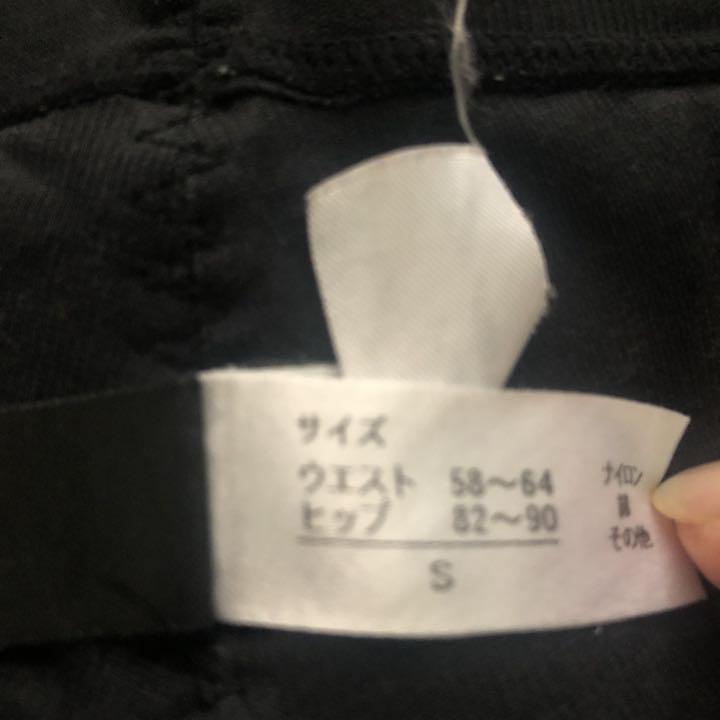 サイズ
ウエスト 58～64
ヒップ 82～90
S
ナイロン
綿
その他